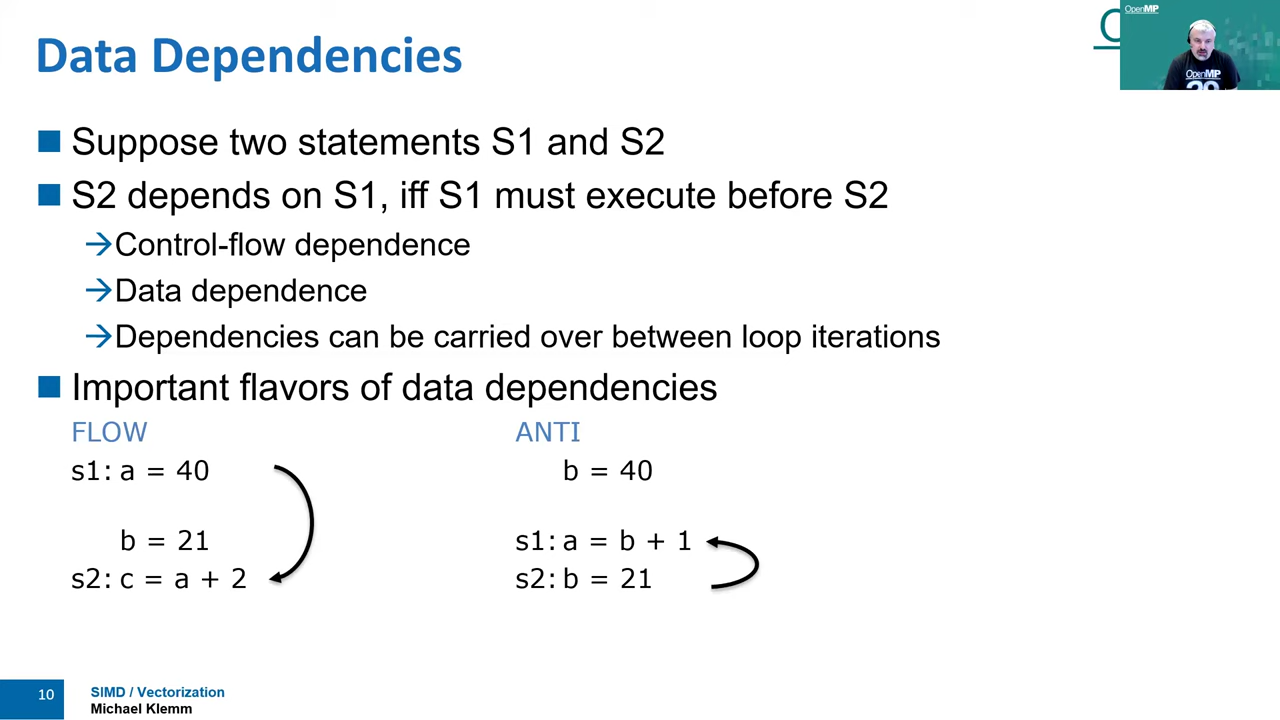 Data Dependencies
OpenMP
OpenMP
Suppose two statements S1 and S2
S2 depends on S1, iff S1 must execute before S2
→Control-flow dependence
→Data dependence
→Dependencies can be carried over between loop iterations
Important flavors of data dependencies
FLOW
s1: a = 40
b = 21
s2: c = a + 2
ANTI
b = 40
s1: a = b + 1
s2: b = 21
10
SIMD / Vectorization
Michael Klemm